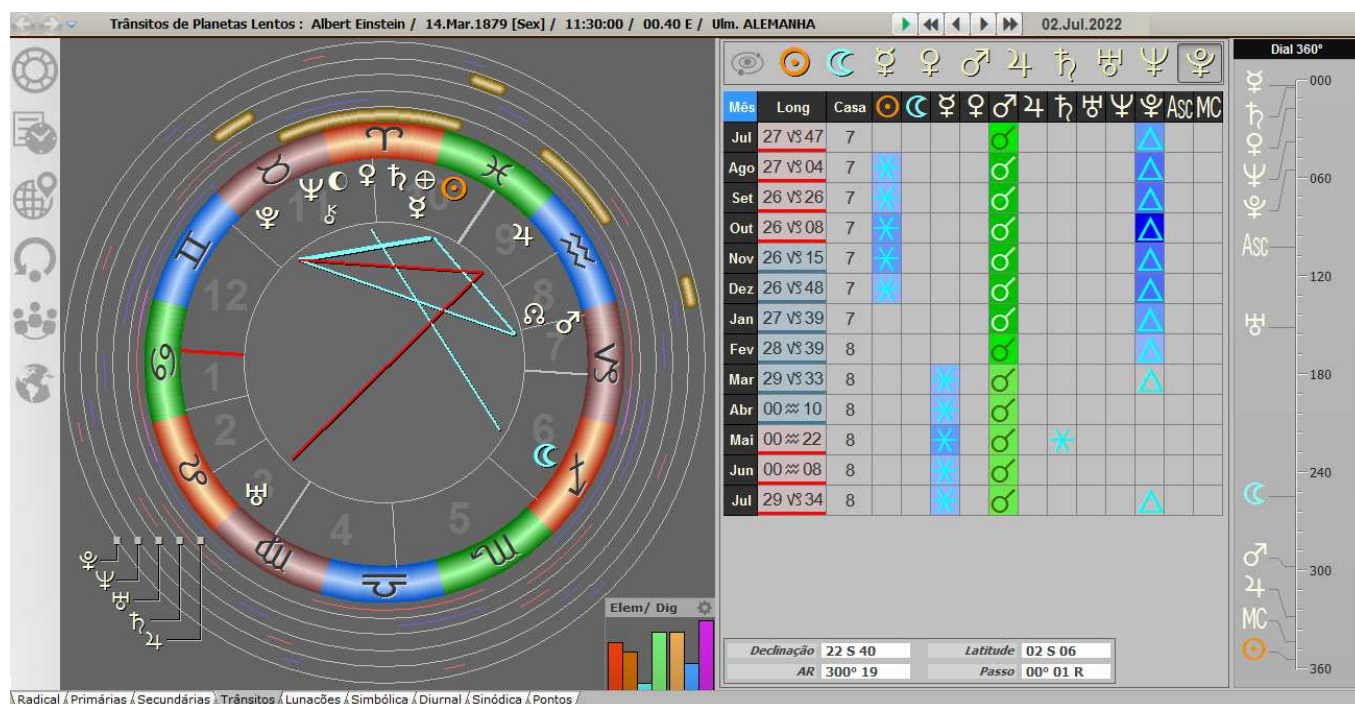 Trânsitos de Planetas Lentos : Albert Einstein / 14.Mar.1879 [Sex] / 11:30:00 / 00.40 E / Ulm. ALEMANHA 02.Jul.2022
Dial 360°
Mês Long Casa ☉ ☾ ☿ ♀ ♂ ♃ ♄ ♅ ♆ ♇ Asc MC
Jul 27 ♑ 47 7
Ago 27 ♑ 04 7
Set 26 ♑ 26 7
Out 26 ♑ 08 7
Nov 26 ♑ 15 7
Dez 26 ♑ 48 7
Jan 27 ♑ 39 7
Fev 28 ♑ 39 8
Mar 29 ♑ 33 8
Abr 00 ♒ 10 8
Mai 00 ♒ 22 8
Jun 00 ♒ 08 8
Jul 29 ♑ 34 8
Declinação 22 S 40 Latitude 02 S 06
AR 300° 19 Passo 00° 01 R
000
060
Asc
120
180
240
300
MC
360
10
11
9
12
8
7
1
2
6
3
4
5
Elem/ Dig
Radical Primárias Secundárias Trânsitos Lunações Simbólica Diurnal Sinódica Pontos